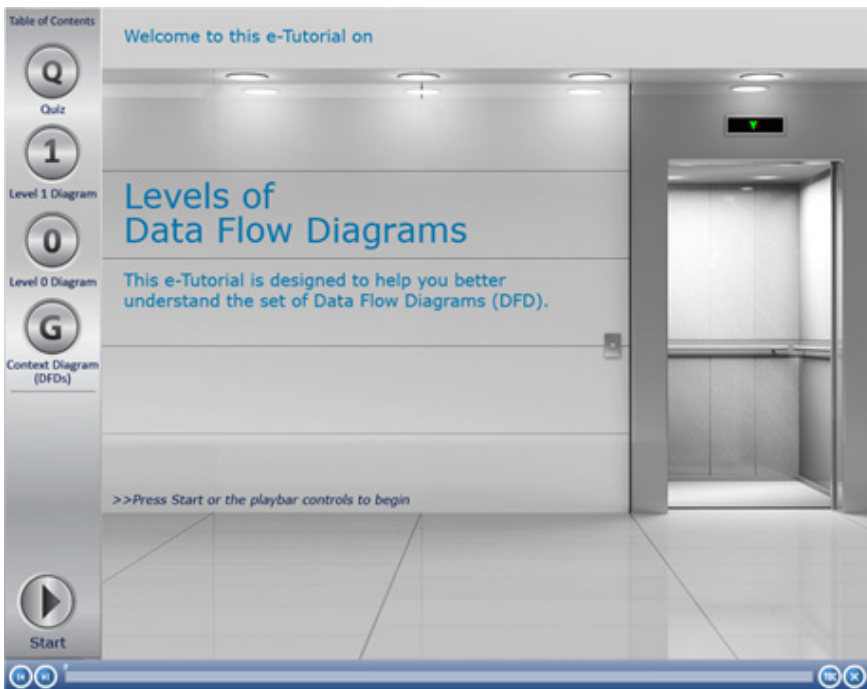 Table of Contents
Q
Quiz
1
Level 1 Diagram
0
Level 0 Diagram
G
Context Diagram
(DFDs)
Start
Welcome to this e-Tutorial on
Levels of
Data Flow Diagrams
This e-Tutorial is designed to help you better
understand the set of Data Flow Diagrams (DFD).
>>Press Start or the playbar controls to begin
TOC